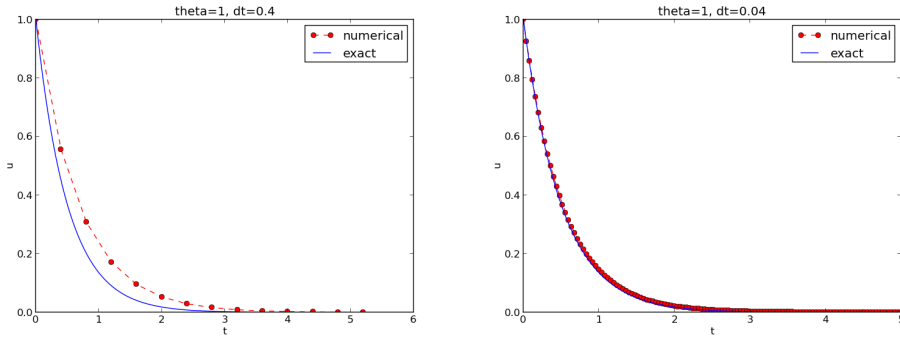 theta=1, dt=0.4
1.0
0.8
0.6
0.4
0.2
0.0
u
0 1 2 3 4 5 6
t
numerical
exact
theta=1, dt=0.04
1.0
0.8
0.6
0.4
0.2
0.0
u
0 1 2 3 4 5
t
numerical
exact